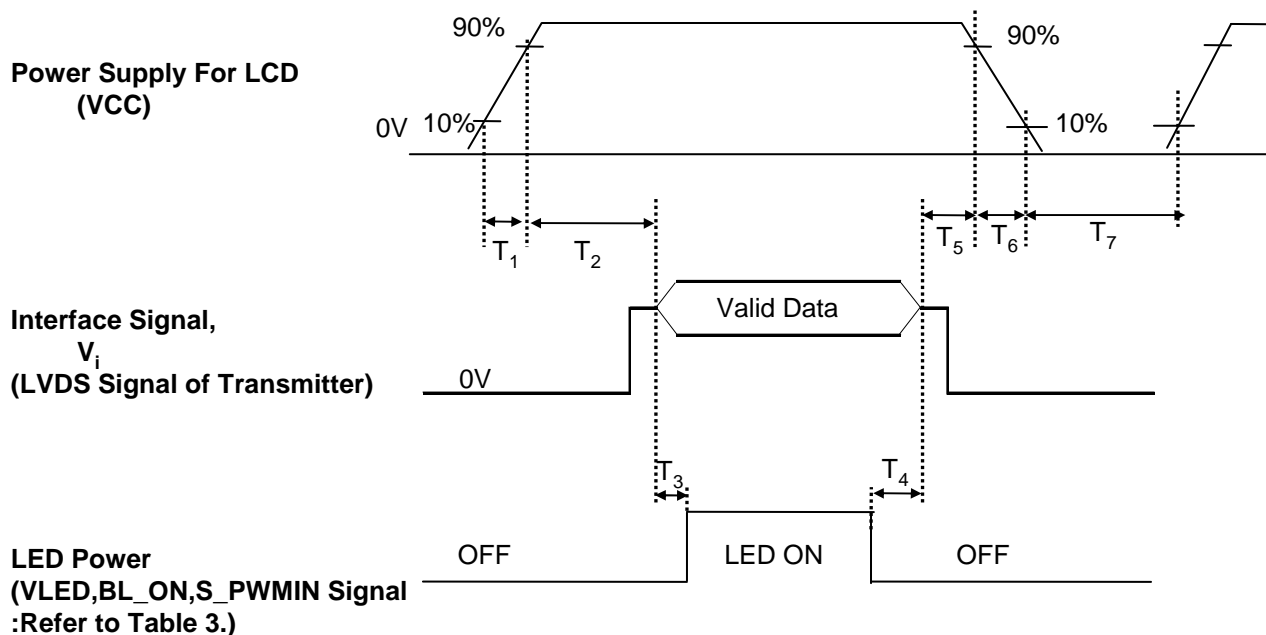 90%
90%
Power Supply For LCD
(VCC)
0V
10%
10%
T1
T2
T5
T6
T7
Valid Data
Interface Signal,
Vi
(LVDS Signal of Transmitter)
0V
T3
T4
LED Power
OFF
LED ON
OFF
(VLED,BL_ON,S_PWMIN Signal
:Refer to Table 3.)